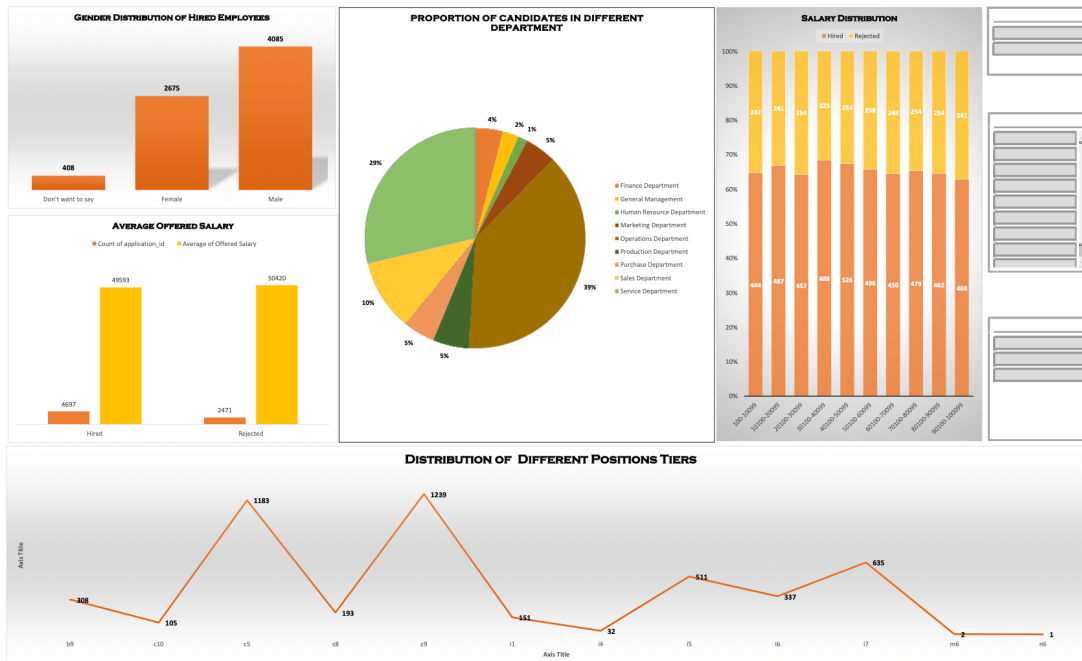 Gender Distribution of Hired Employees
4085
2675
408
Don't want to say
Female
Male
Average Offered Salary
Count of application_id
Average of Offered Salary
49593
50420
4697
2471
Hired
Rejected
PROPORTION OF CANDIDATES IN DIFFERENT
DEPARTMENT
4%
2%
1%
5%
29%
39%
10%
5%
5%
Finance Department
General Management
Human Resource Department
Marketing Department
Operations Department
Production Department
Purchase Department
Sales Department
Service Department
Salary Distribution
Hired
Rejected
100%
90%
80%
70%
60%
50%
40%
30%
20%
10%
0%
242
241
254
225
254
258
246
254
254
241
444
487
457
488
520
496
450
479
462
408
100-10099
10100-20099
20100-30099
30100-40099
40100-50099
50100-60099
60100-70099
70100-80099
80100-90099
90100-100099
Distribution of Different Positions Tiers
Axis Title
308
105
1183
193
1239
151
32
511
337
635
2
1
b9
c10
c5
c8
c9
i1
i4
i5
i6
i7
m6
n6
Axis Title